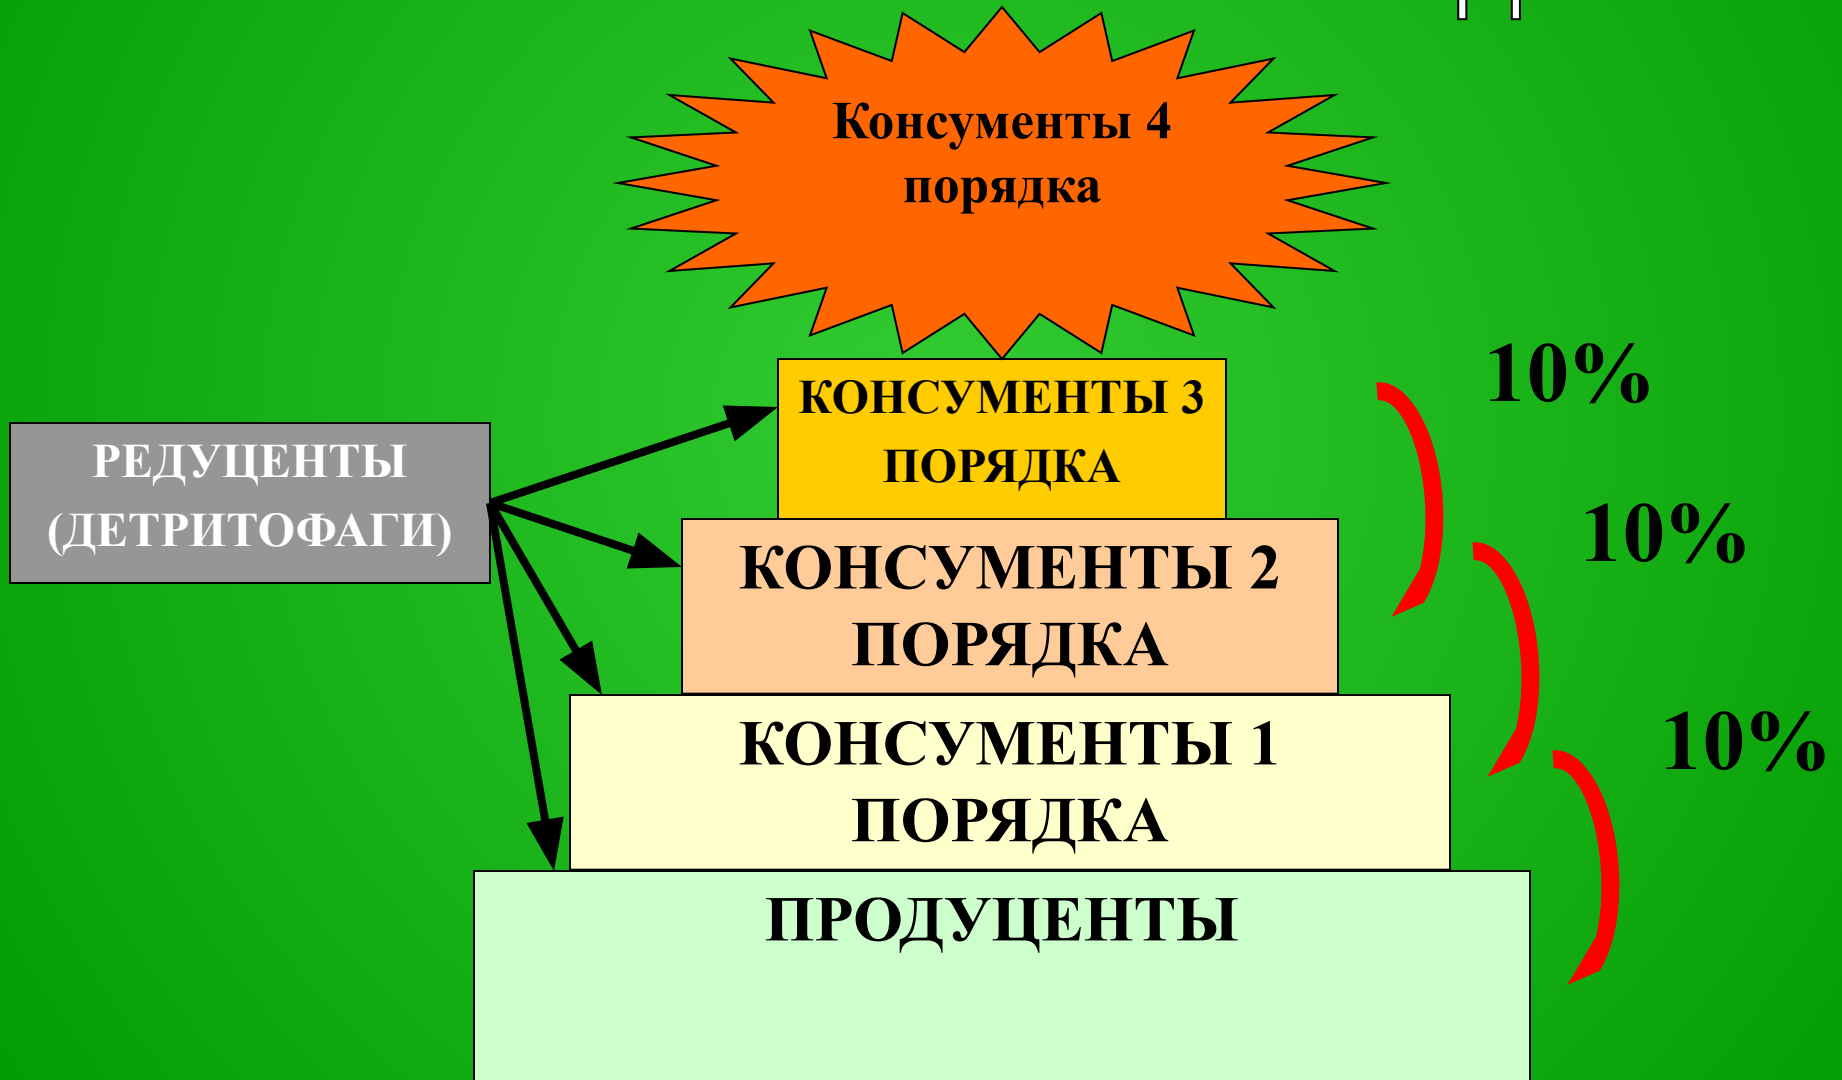 Консументы 4
порядка
КОНСУМЕНТЫ 3
ПОРЯДКА
10%
РЕДУЦЕНТЫ
(ДЕТРИТОФАГИ)
КОНСУМЕНТЫ 2
ПОРЯДКА
10%
КОНСУМЕНТЫ 1
ПОРЯДКА
10%
ПРОДУЦЕНТЫ